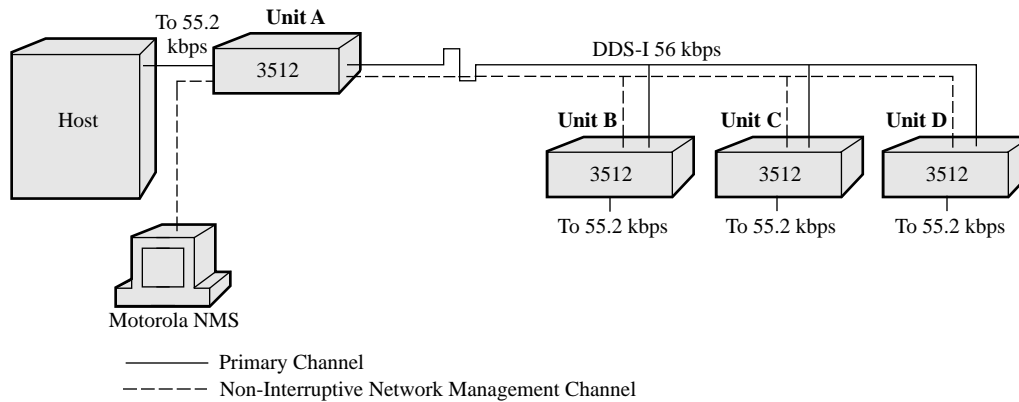 Unit A
To 55.2
kbps
3512
DDS-I 56 kbps
Host
Unit B
Unit C
Unit D
3512
3512
3512
To 55.2 kbps
To 55.2 kbps
To 55.2 kbps
Motorola NMS
Primary Channel
Non-Interruptive Network Management Channel